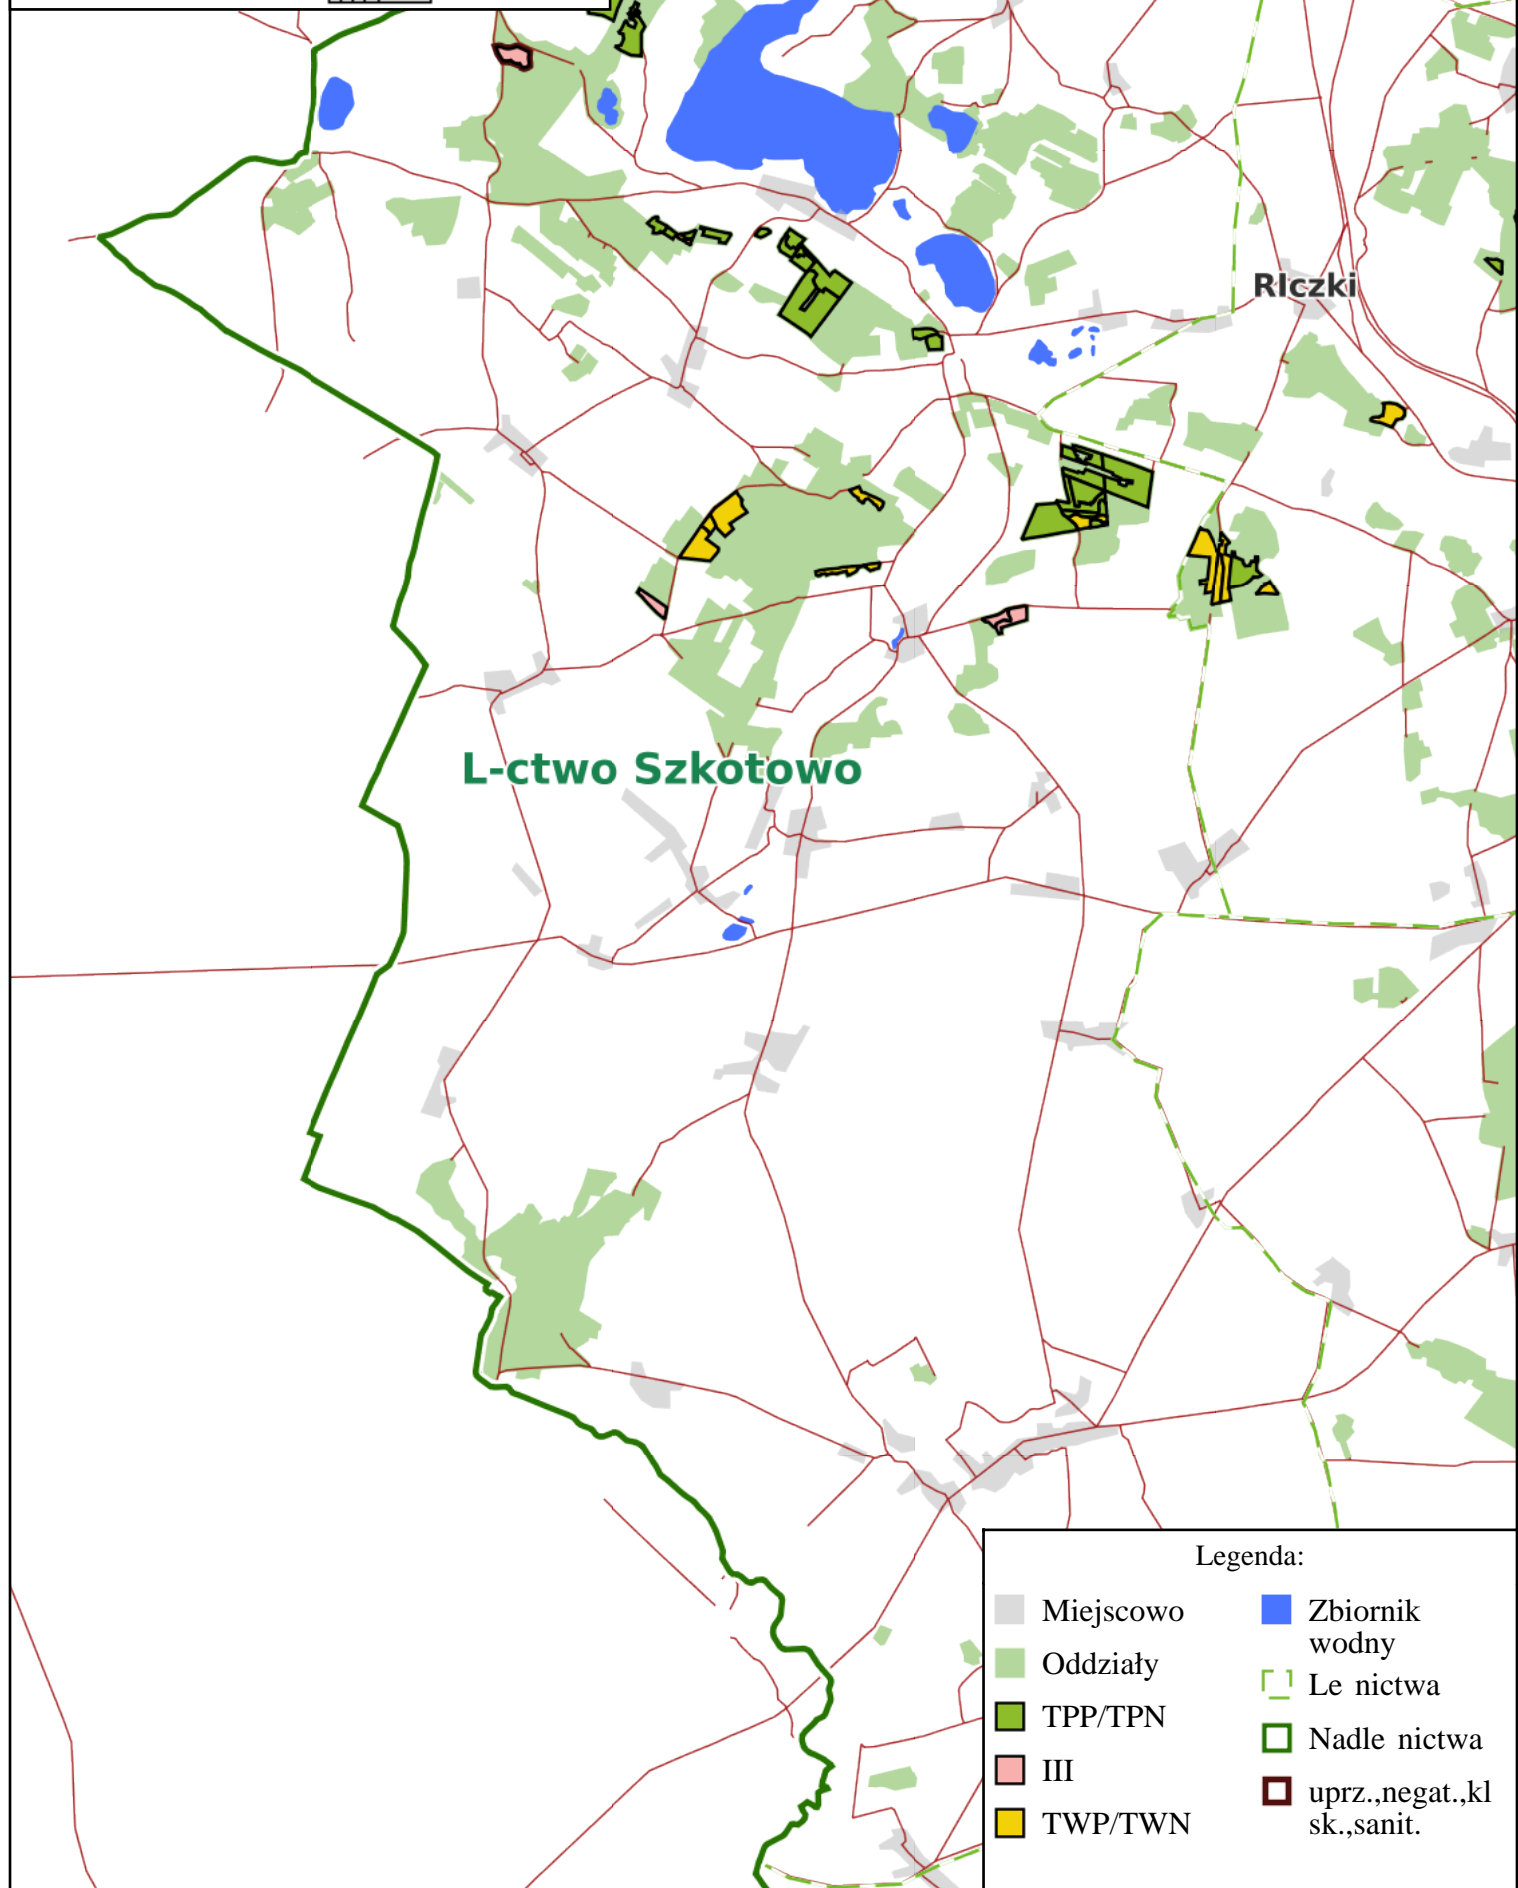 Rlczki
L-ctwo Szkotowo
Legenda:
Miejscowo
Oddziały
TPP/TPN
III
TWP/TWN
Zbiornik
wodny
Le nictwa
Nadle nictwa
uprz.,negat.,kl
sk.,sanit.